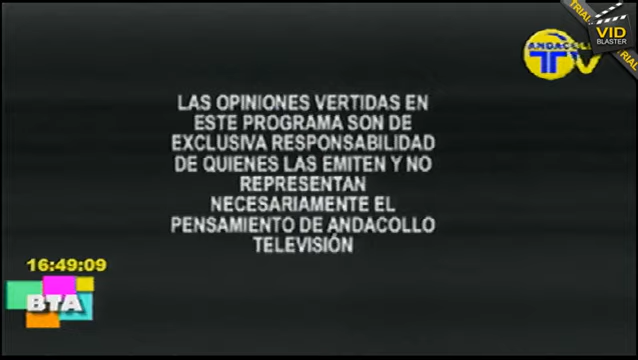 TRIAL
VID
BLASTER
TRIAL
ANDACOLLO
TV
LAS OPINIONES VERTIDAS EN
ESTE PROGRAMA SON DE
EXCLUSIVA RESPONSABILIDAD
DE QUIENES LAS EMITEN Y NO
REPRESENTAN
NECESARIAMENTE EL
PENSAMIENTO DE ANDACOLLO
TELEVISIÓN
16:49:09
BTA